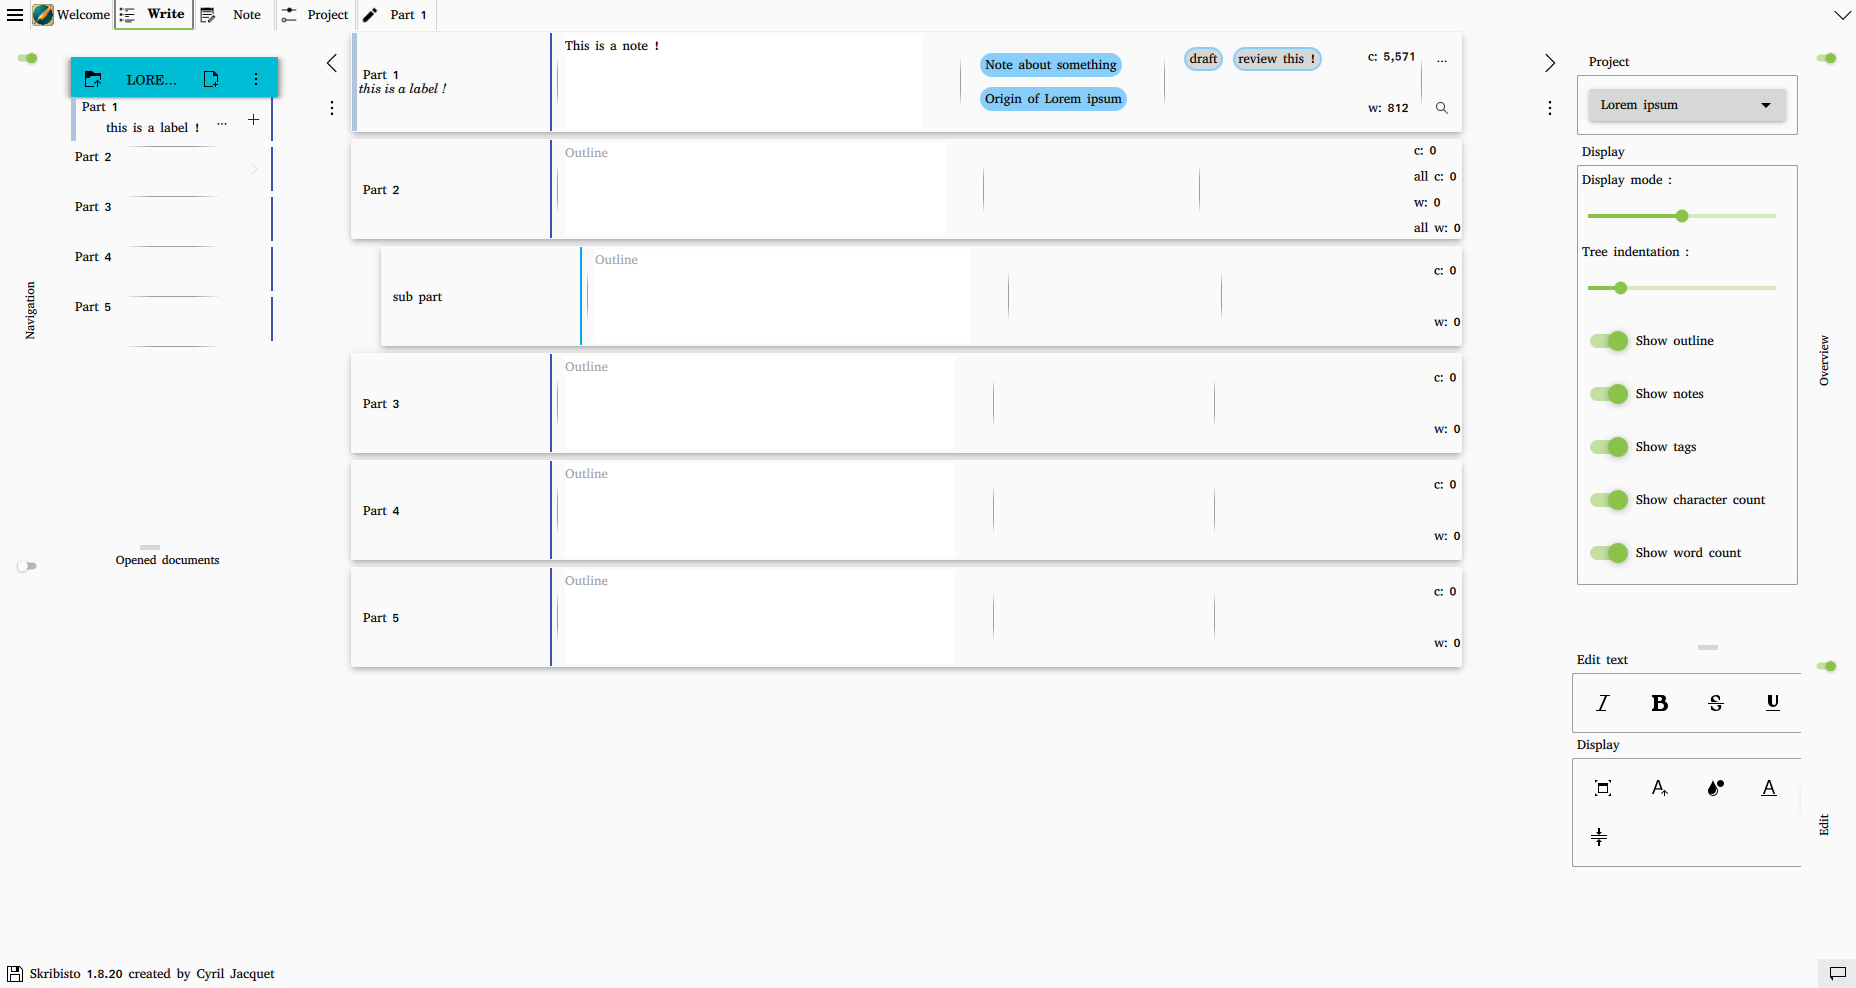 Welcome
Write
Note
Project
Part 1
LORE...
Part 1
this is a label !
...
Part 2
Part 3
Part 4
Part 5
Navigation
Opened documents
Part 1
this is a label !
This is a note !
Note about something
Origin of Lorem ipsum
draft
review this !
c: 5,571
...
w: 812
Part 2
Outline
c: 0
all c: 0
w: 0
all w: 0
sub part
Outline
c: 0
w: 0
Part 3
Outline
c: 0
w: 0
Part 4
Outline
c: 0
w: 0
Part 5
Outline
c: 0
w: 0
Project
Lorem ipsum
Display
Display mode :
Tree indentation :
Show outline
Show notes
Show tags
Show character count
Show word count
Overview
Edit text
I B S U
Display
A A
Edit
Skribisto 1.8.20 created by Cyril Jacquet